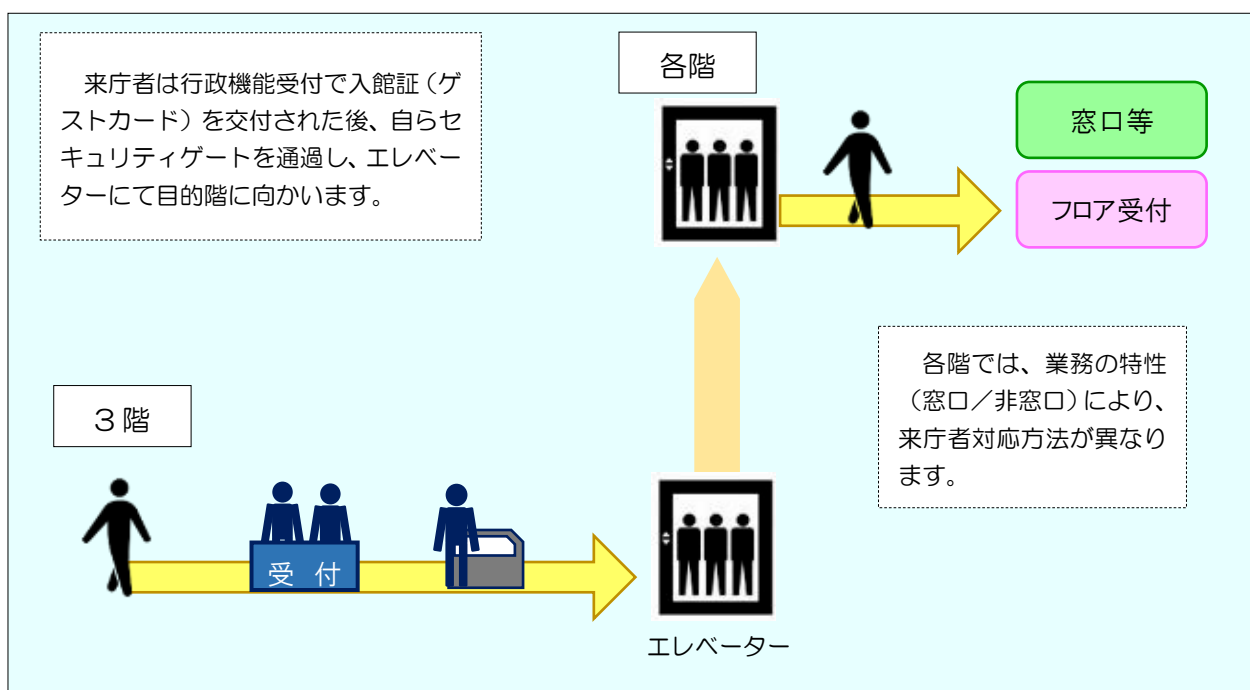 来庁者は行政機能受付で入館証（ゲ
ストカード）を交付された後、自らセ
キュリティゲートを通過し、エレベー
ターにて目的階に向かいます。
各階
窓口等
フロア受付
各階では、業務の特性
（窓口／非窓口）により、
来庁者対応方法が異なり
ます。
３階
受 付
エレベーター